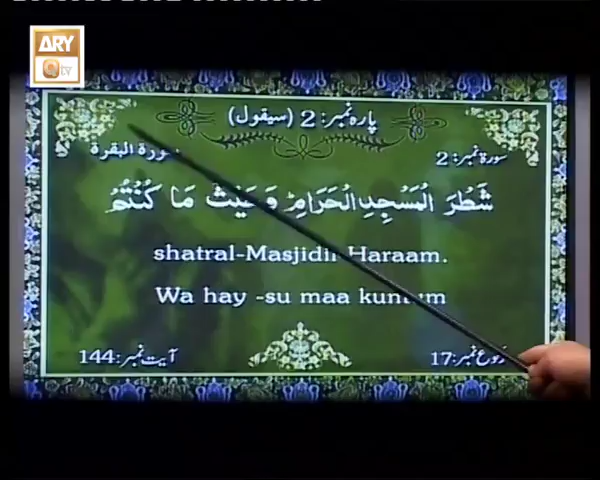 ARY
Qtv
پارہ نمبر: 2 (سیقول)
سورۃ البقرۃ
سورۃ نمبر: 2
شَطْرَ الْمَسْجِدِ الْحَرَامِ ؕ وَ حَیْثُ مَا کُنْتُمْ
shatral-Masjidil-Haraam.
Wa hay -su maa kuntum
آیت نمبر: 144
رکوع نمبر: 17